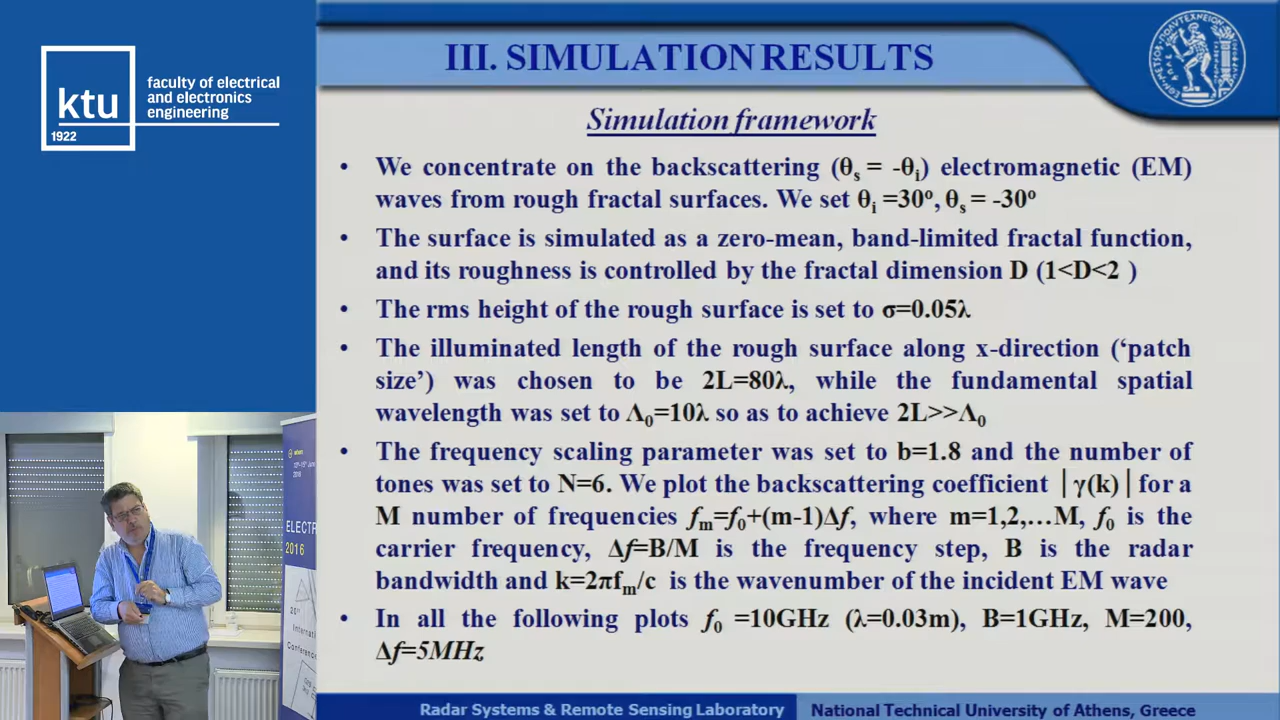 ktu
1922
faculty of electrical
and electronics
engineering
III. SIMULATION RESULTS
Simulation framework
• We concentrate on the backscattering (θs = -θi) electromagnetic (EM)
waves from rough fractal surfaces. We set θi =30º, θs = -30º
• The surface is simulated as a zero-mean, band-limited fractal function,
and its roughness is controlled by the fractal dimension D (1<D<2 )
• The rms height of the rough surface is set to σ=0.05λ
• The illuminated length of the rough surface along x-direction (‘patch
size’) was chosen to be 2L=80λ, while the fundamental spatial
wavelength was set to Λ0=10λ so as to achieve 2L>>Λ0
• The frequency scaling parameter was set to b=1.8 and the number of
tones was set to N=6. We plot the backscattering coefficient │γ(k)│for a
M number of frequencies fm=f0+(m-1)Δf, where m=1,2,…M, f0 is the
carrier frequency, Δf=B/M is the frequency step, B is the radar
bandwidth and k=2πfm/c is the wavenumber of the incident EM wave
• In all the following plots f0 =10GHz (λ=0.03m), B=1GHz, M=200,
Δf=5MHz
Radar Systems & Remote Sensing Laboratory
National Technical University of Athens, Greece
ELECTR
2016
Internati
Conference